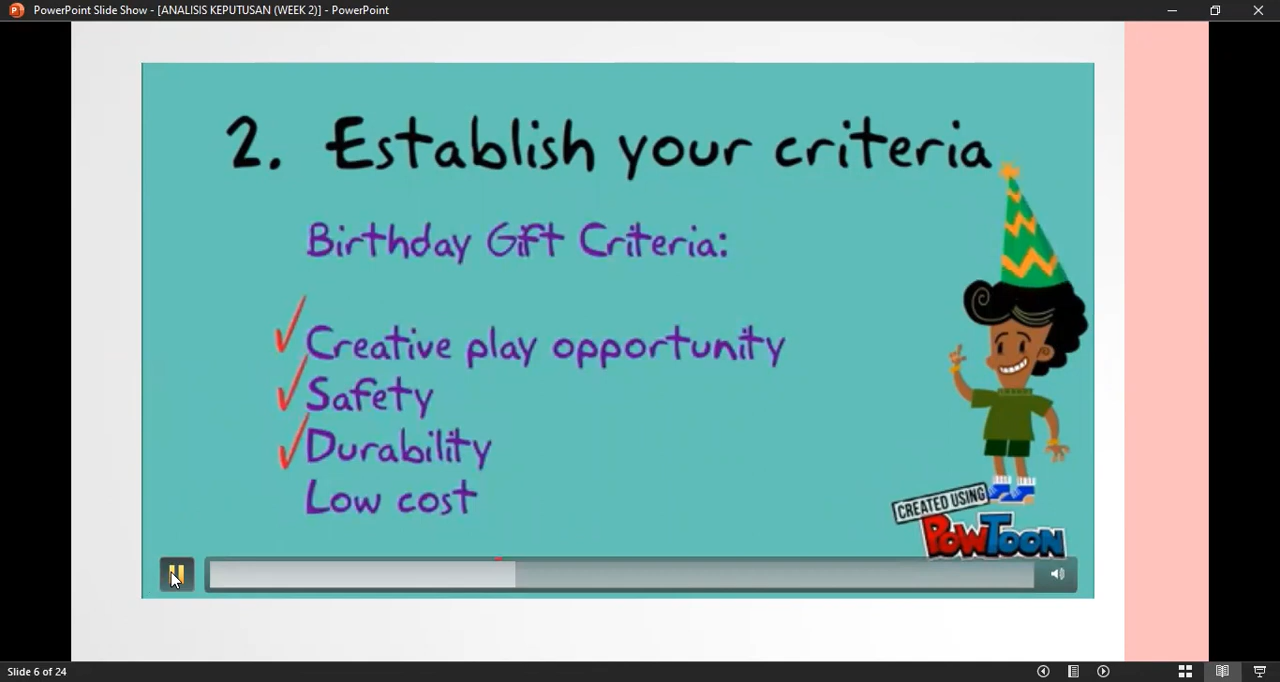 PowerPoint Slide Show - [ANALISIS KEPUTUSAN (WEEK 2)] - PowerPoint
2. Establish your criteria
Birthday Gift Criteria:
Creative play opportunity
Safety
Durability
Low cost
CREATED USING
POWTOON
Slide 6 of 24